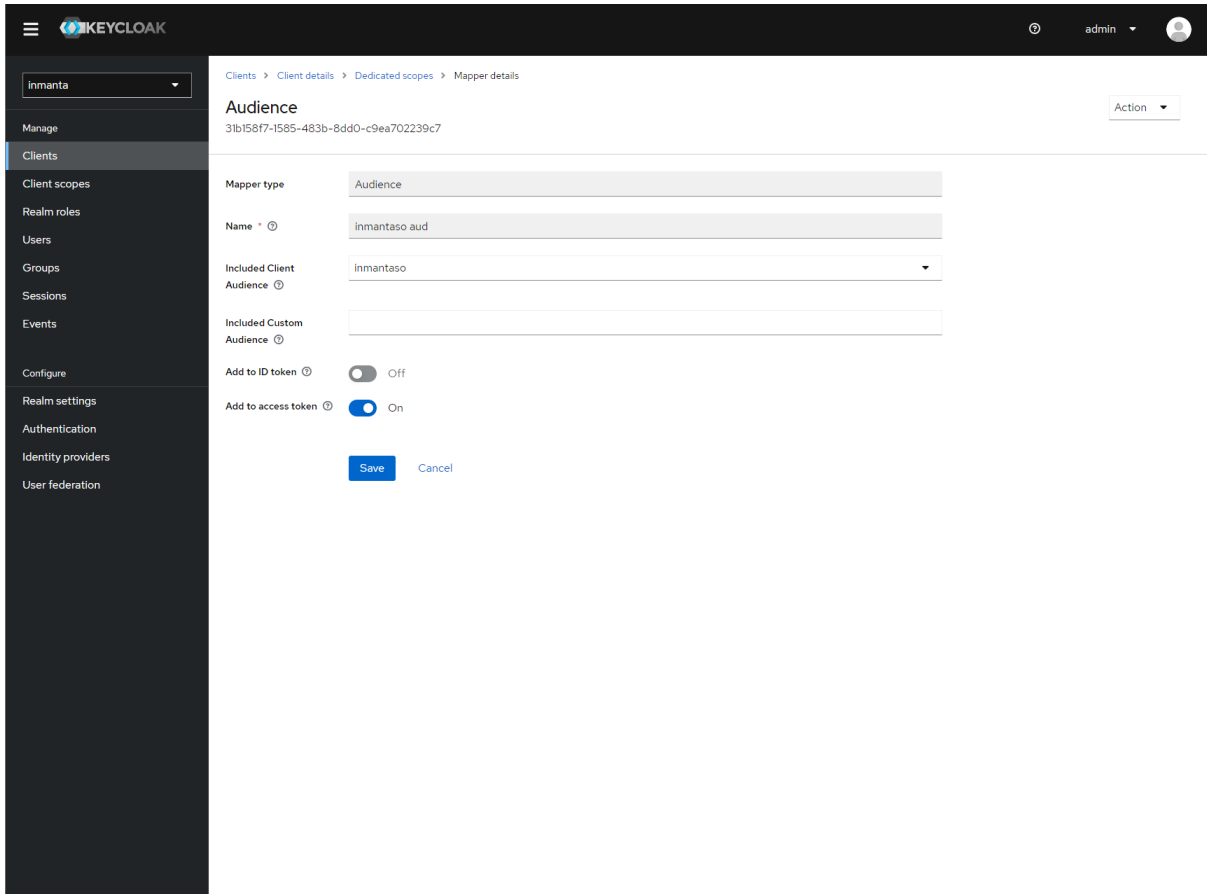 KEYCLOAK
admin
inmanta
Manage
Clients
Client scopes
Realm roles
Users
Groups
Sessions
Events
Configure
Realm settings
Authentication
Identity providers
User federation
Clients > Client details > Dedicated scopes > Mapper details
Audience
31b158f7-1585-483b-8dd0-c9ea702239c7
Action
Mapper type
Audience
Name *
inmantaso aud
Included Client
Audience
inmantaso
Included Custom
Audience
Add to ID token
Off
Add to access token
On
Save
Cancel